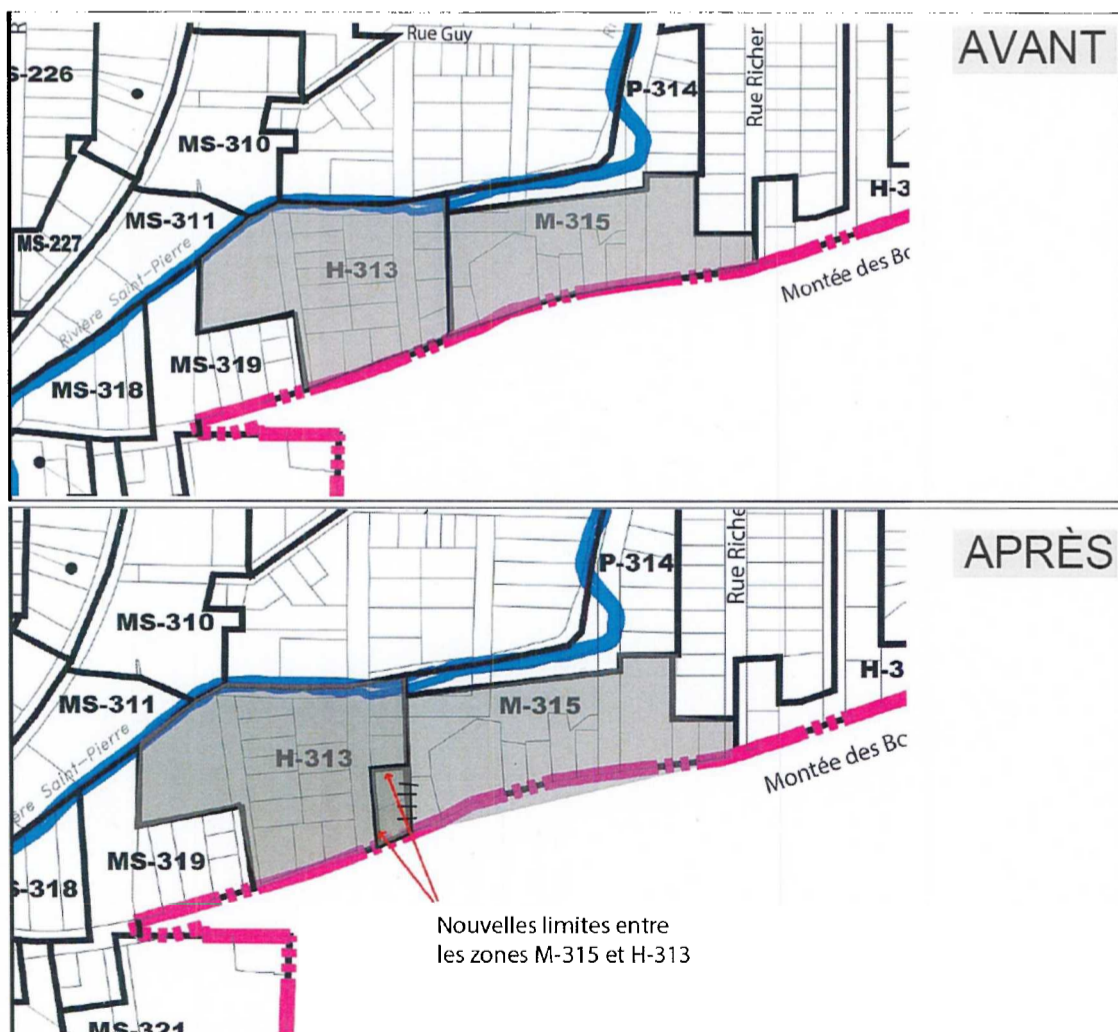 AVANT
Rue Guy
S-226
P-314
Rue Richer
MS-310
H-3
MS-311
M-315
MS-227
H-313
Rivière Saint-Pierre
Montée des Bo
MS-319
MS-318
APRÈS
P-314
Rue Riche
MS-310
H-3
MS-311
M-315
H-313
ère Saint-Pierre
Montée des Bo
MS-319
S-318
Nouvelles limites entre
les zones M-315 et H-313
MS-321